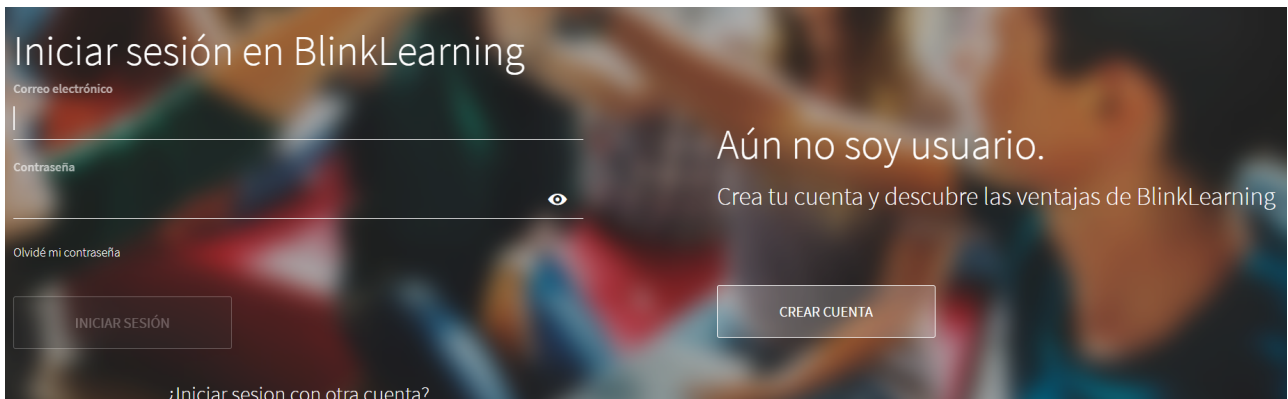 Iniciar sesión en BlinkLearning
Correo electrónico
Contraseña
Olvidé mi contraseña
INICIAR SESIÓN
¿Iniciar sesion con otra cuenta?
Aún no soy usuario.
Crea tu cuenta y descubre las ventajas de BlinkLearning
CREAR CUENTA